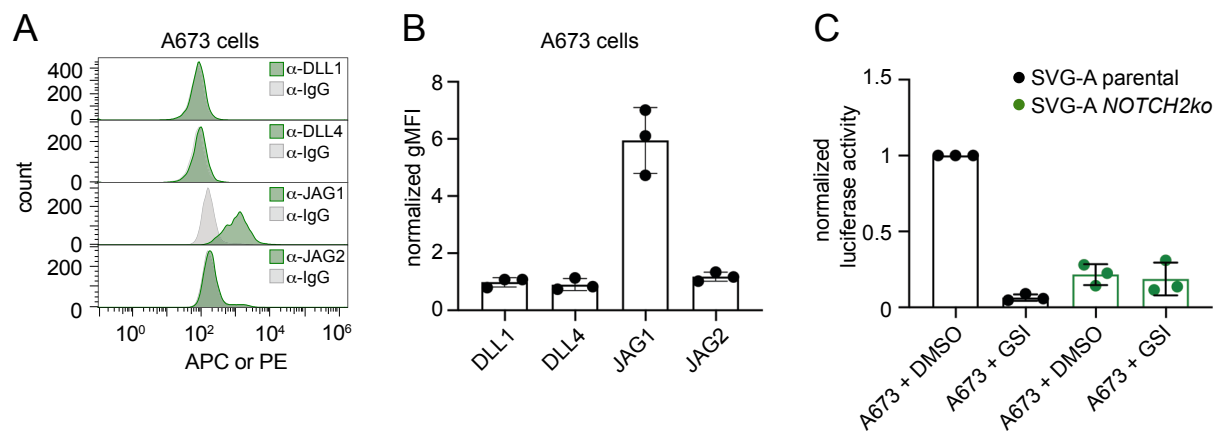 A
A673 cells
400
200
0
α-DLL1
α-IgG
200
0
α-DLL4
α-IgG
200
0
α-JAG1
α-IgG
200
0
α-JAG2
α-IgG
count
10⁰ 10² 10⁴ 10⁶
APC or PE
B
A673 cells
8
6
4
2
0
normalized gMFI
DLL1
DLL4
JAG1
JAG2
C
SVG-A parental
SVG-A NOTCH2ko
1.5
1
0.5
0
normalized
luciferase activity
A673 + DMSO
A673 + GSI
A673 + DMSO
A673 + GSI